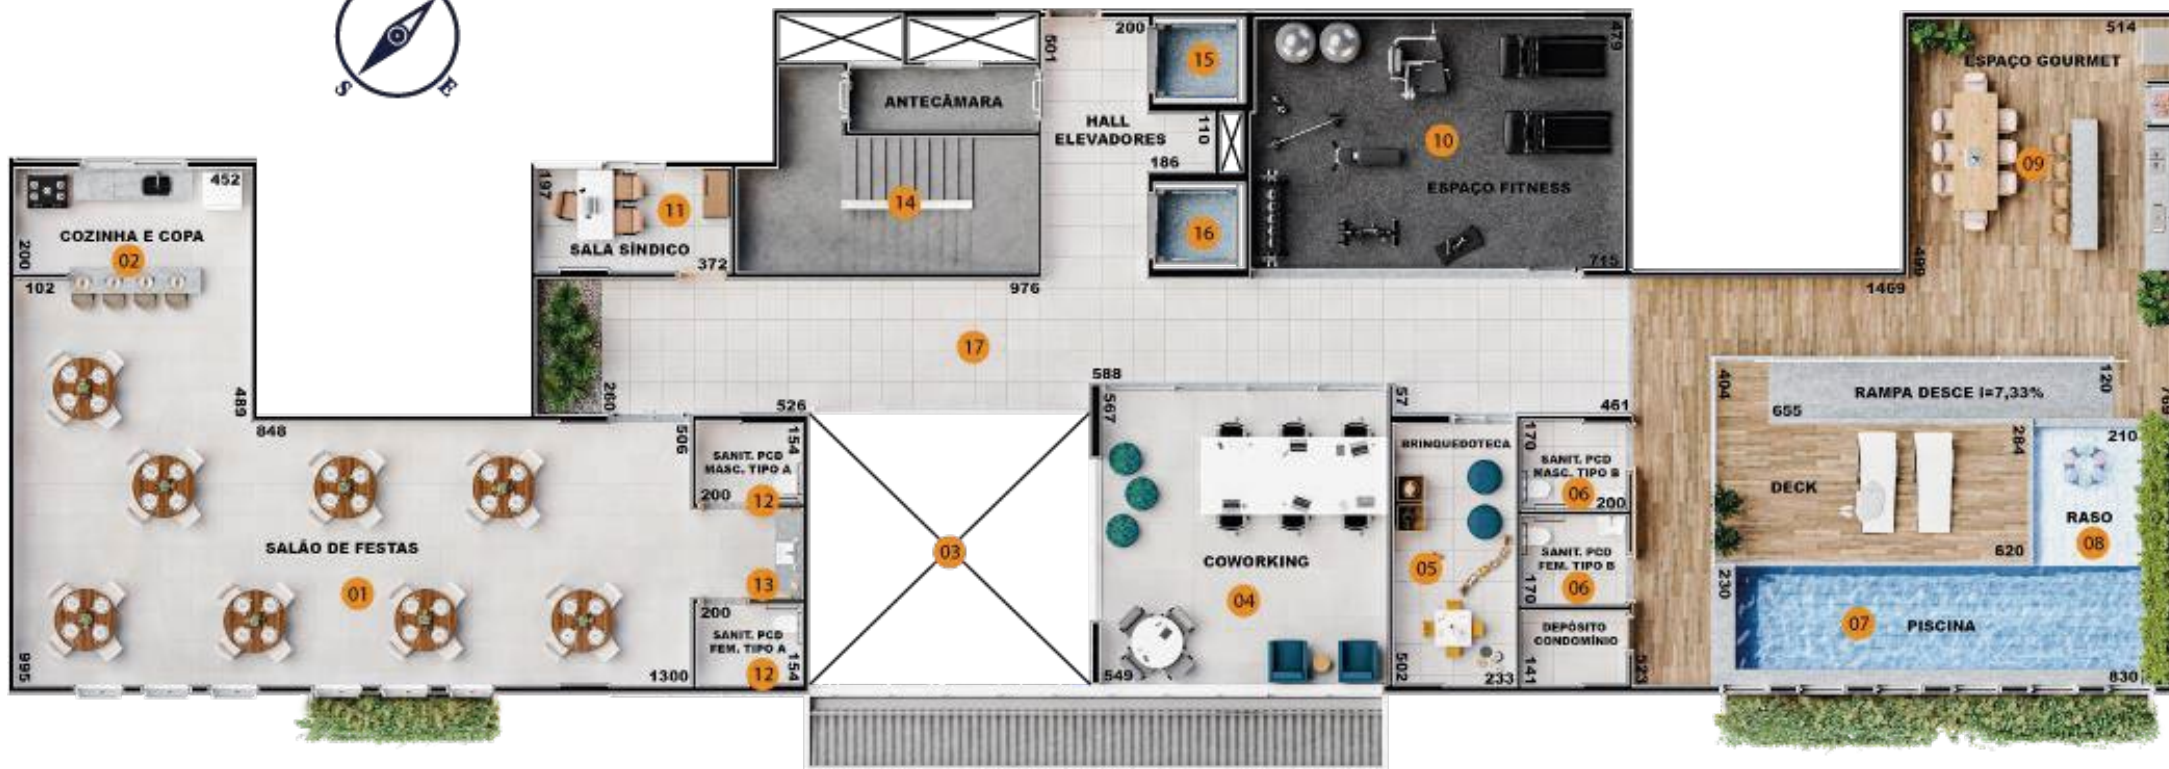 S
E
200
501
15
479
514
ESPAÇO GOURMET
ANTECÂMARA
HALL
ELEVADORES
110
186
10
09
452
197
11
ESPAÇO FITNESS
COZINHA E COPA
02
200
14
16
SALA SÍNDICO
372
715
499
102
976
1469
17
588
489
260
526
567
57
461
404
RAMPA DESCE I=7,33%
120
655
769
848
506
154
SANIT. PCD
MASC. TIPO A
200
12
BRINQUEDOTECA
170
SANIT. PCD
MASC. TIPO B
06
200
284
210
DECK
RASO
08
620
SALÃO DE FESTAS
01
03
COWORKING
04
05
SANIT. PCD
FEM. TIPO B
06
170
230
13
200
SANIT. PCD
FEM. TIPO A
154
12
DEPÓSITO
CONDOMÍNIO
07
PISCINA
995
1300
549
502
233
141
523
830